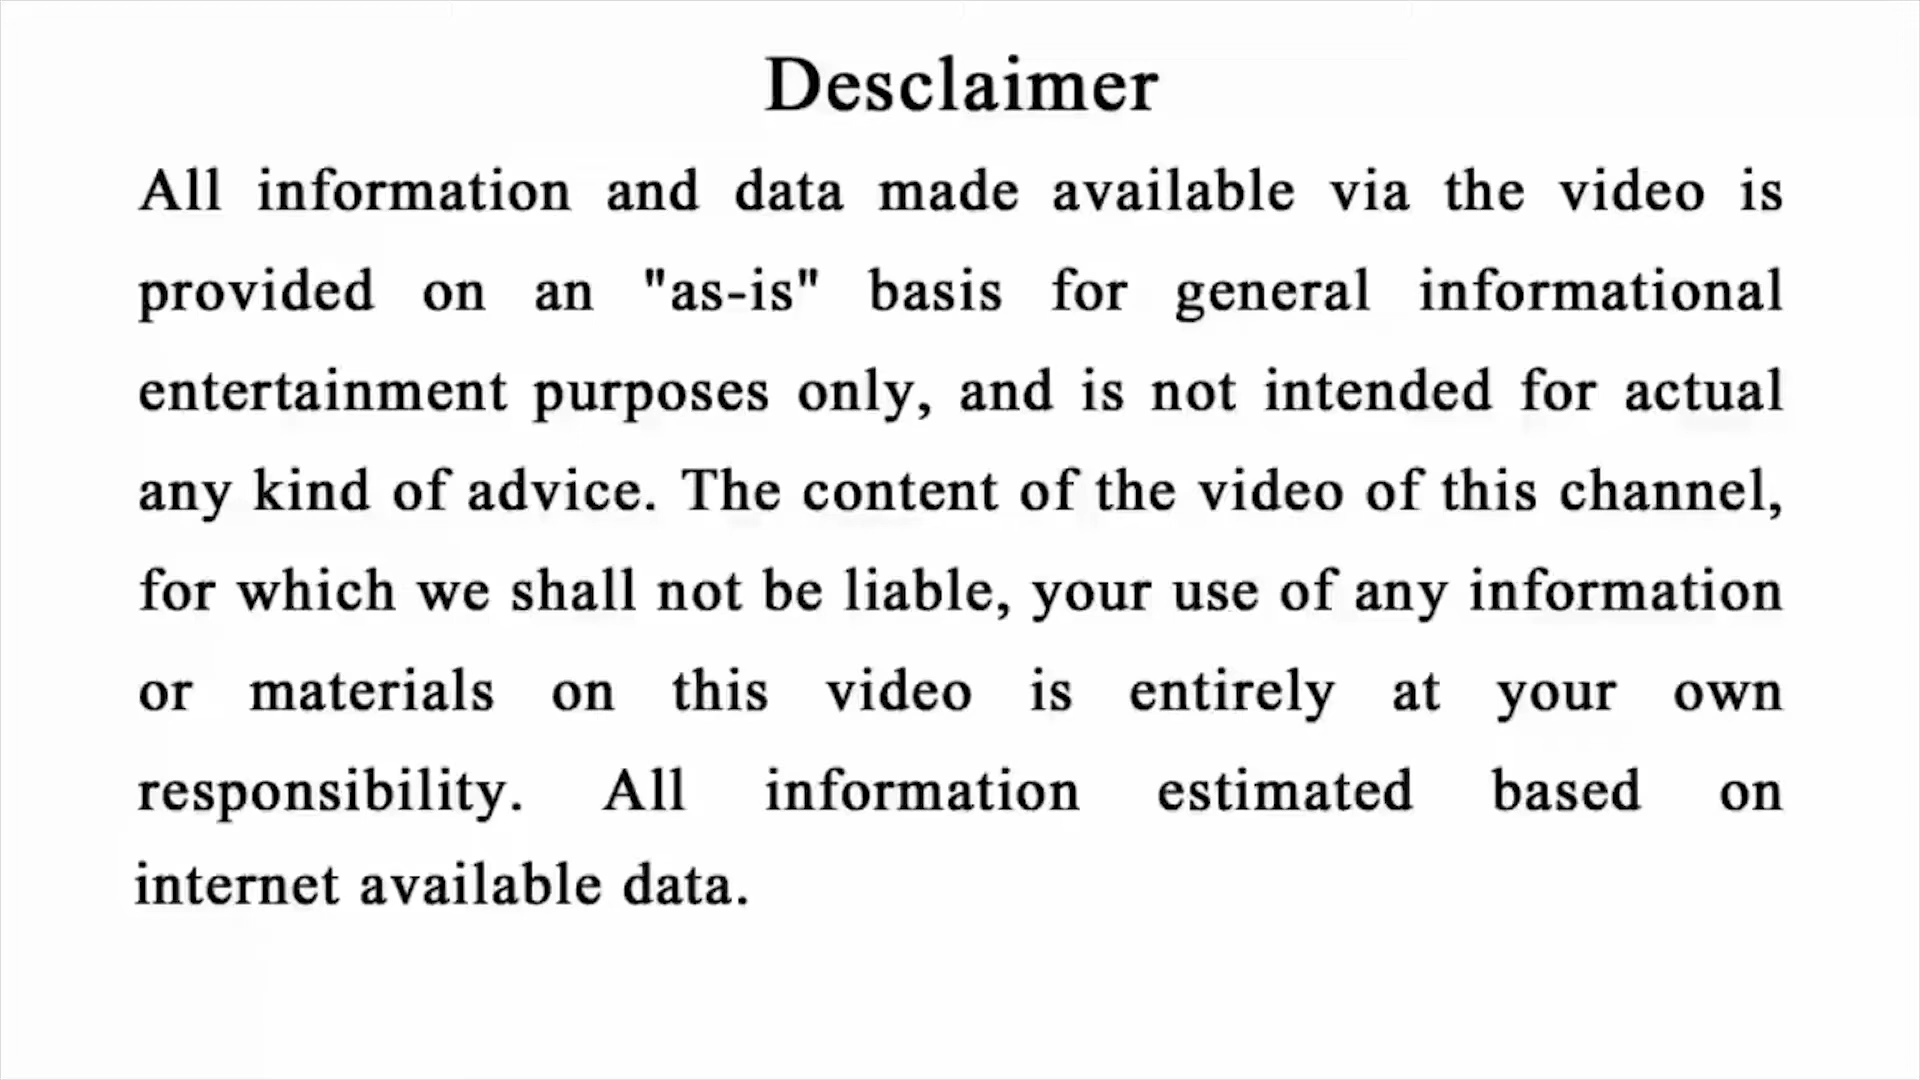 Desclaimer
All information and data made available via the video is
provided on an "as-is" basis for general informational
entertainment purposes only, and is not intended for actual
any kind of advice. The content of the video of this channel,
for which we shall not be liable, your use of any information
or materials on this video is entirely at your own
responsibility. All information estimated based on
internet available data.